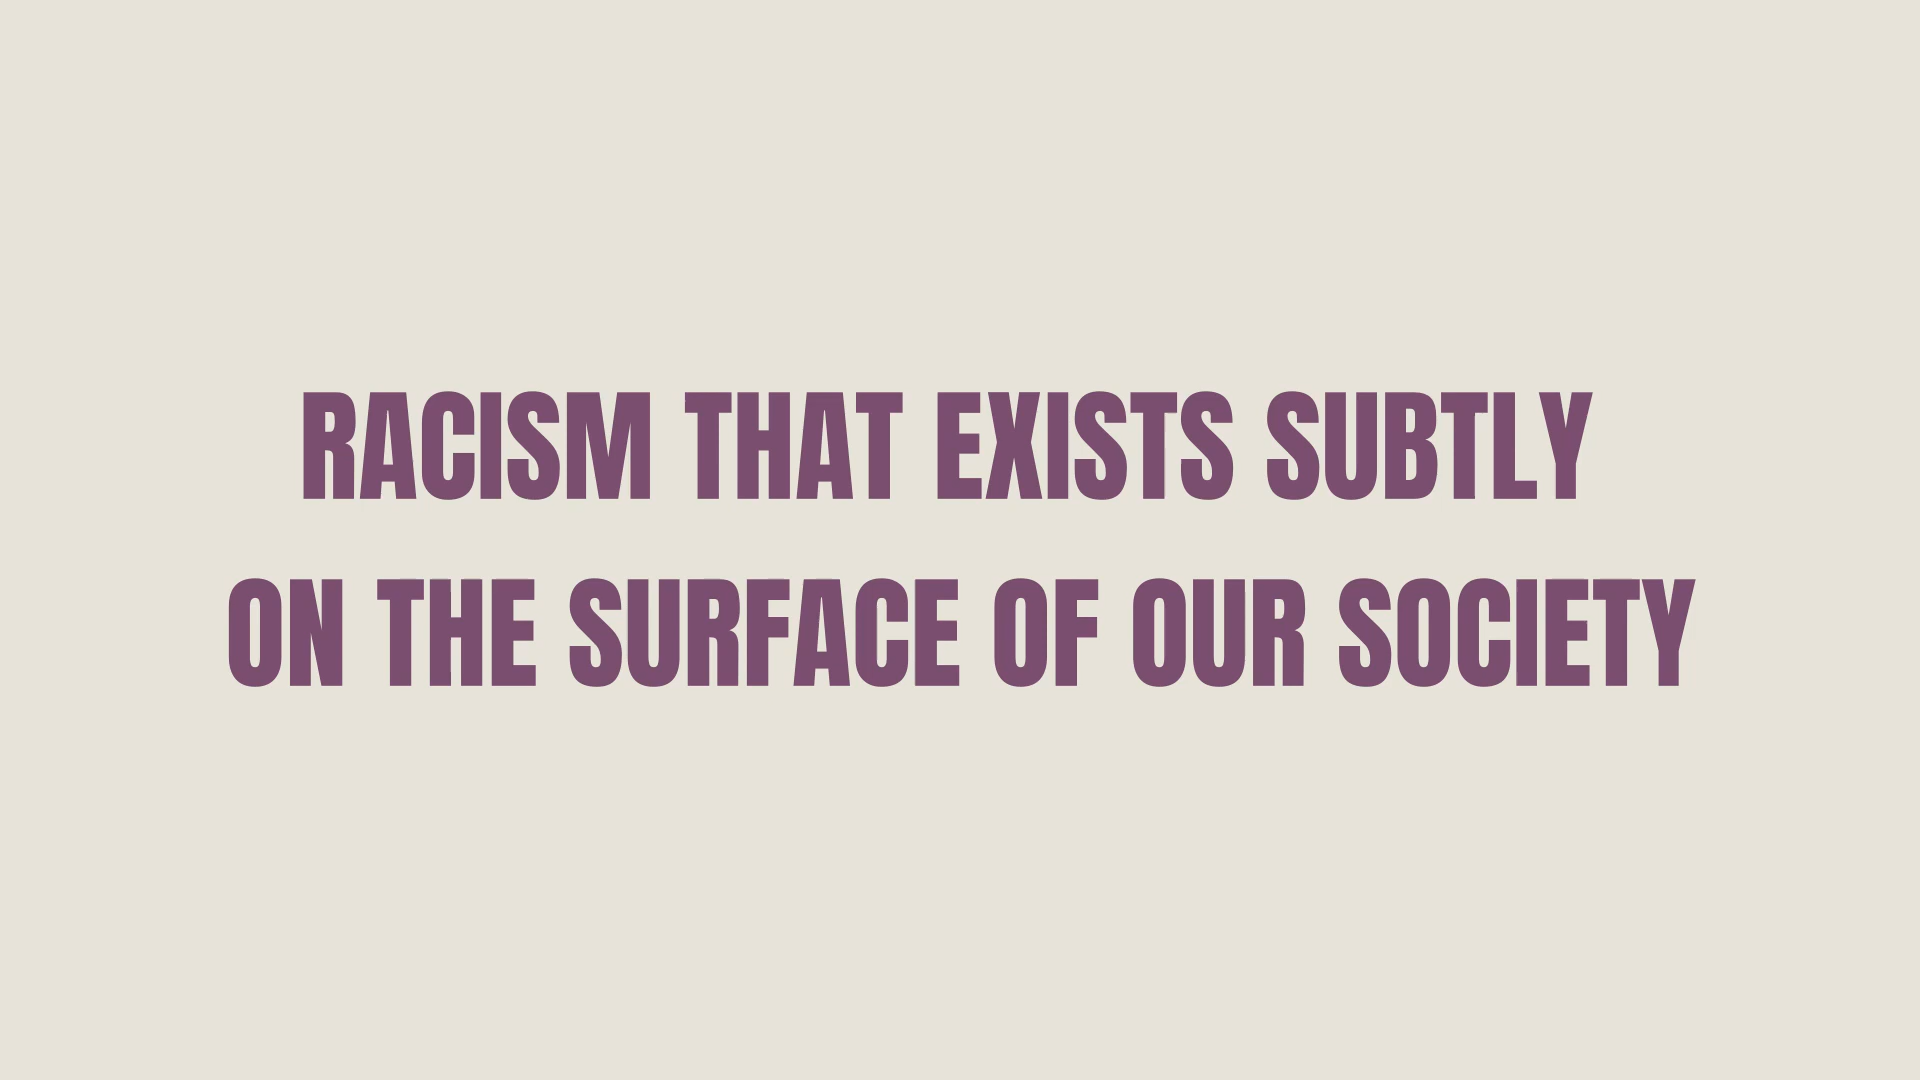 RACISM THAT EXISTS SUBTLY
ON THE SURFACE OF OUR SOCIETY